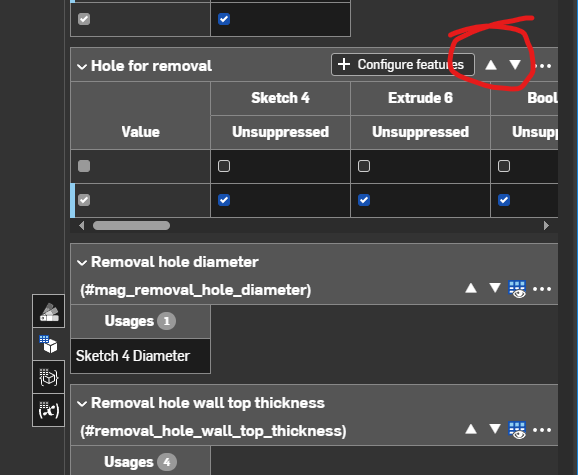 Hole for removal
+ Configure features
Sketch 4 Extrude 6 Bool
Value Unsuppressed Unsuppressed Unsupp
Removal hole diameter
(#mag_removal_hole_diameter)
Usages 1
Sketch 4 Diameter
Removal hole wall top thickness
(#removal_hole_wall_top_thickness)
Usages 4
(x)